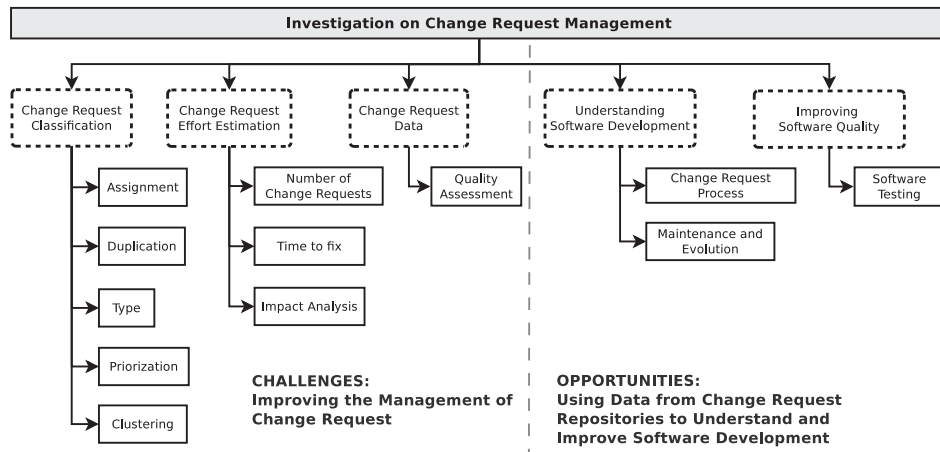 Investigation on Change Request Management
Change Request
Classification
Change Request
Effort Estimation
Change Request
Data
Understanding
Software Development
Improving
Software Quality
Assignment
Duplication
Type
Priorization
Clustering
Number of
Change Requests
Time to fix
Impact Analysis
Quality
Assessment
Change Request
Process
Maintenance and
Evolution
Software
Testing
CHALLENGES:
Improving the Management of
Change Request
OPPORTUNITIES:
Using Data from Change Request
Repositories to Understand and
Improve Software Development